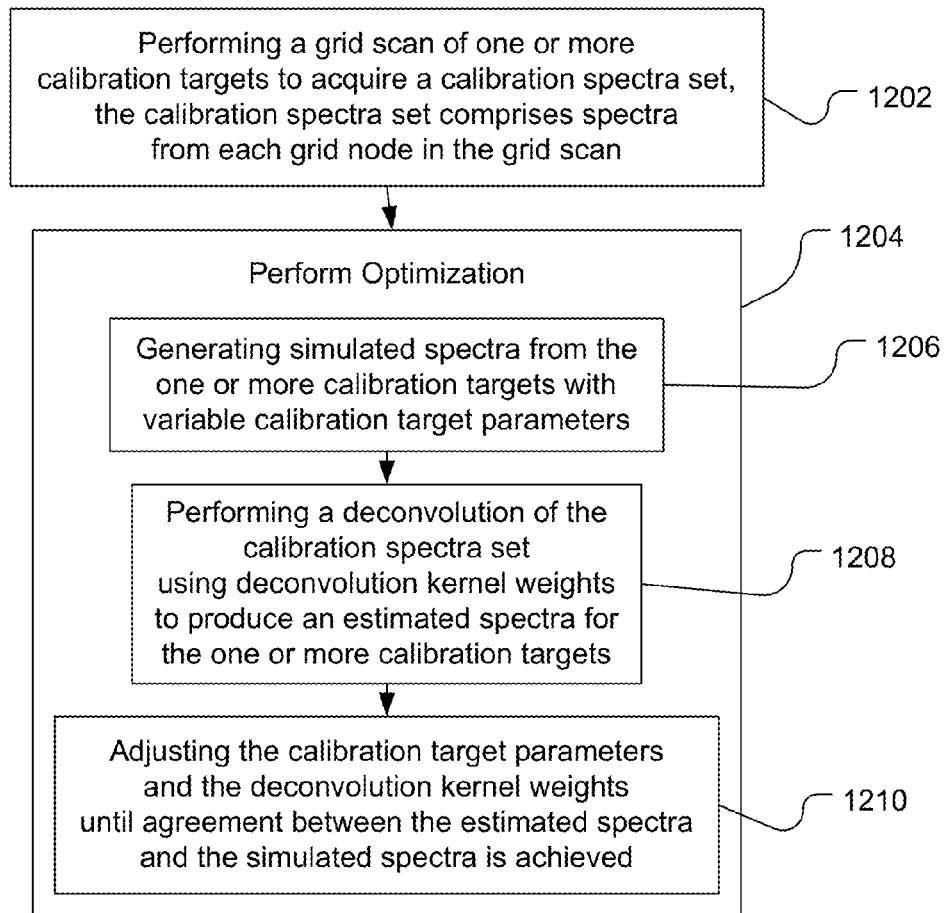 Performing a grid scan of one or more
calibration targets to acquire a calibration spectra set,
the calibration spectra set comprises spectra
from each grid node in the grid scan
1202
1204
Perform Optimization
Generating simulated spectra from the
one or more calibration targets with
variable calibration target parameters
1206
Performing a deconvolution of the
calibration spectra set
using deconvolution kernel weights
to produce an estimated spectra for
the one or more calibration targets
1208
Adjusting the calibration target parameters
and the deconvolution kernel weights
until agreement between the estimated spectra
and the simulated spectra is achieved
1210